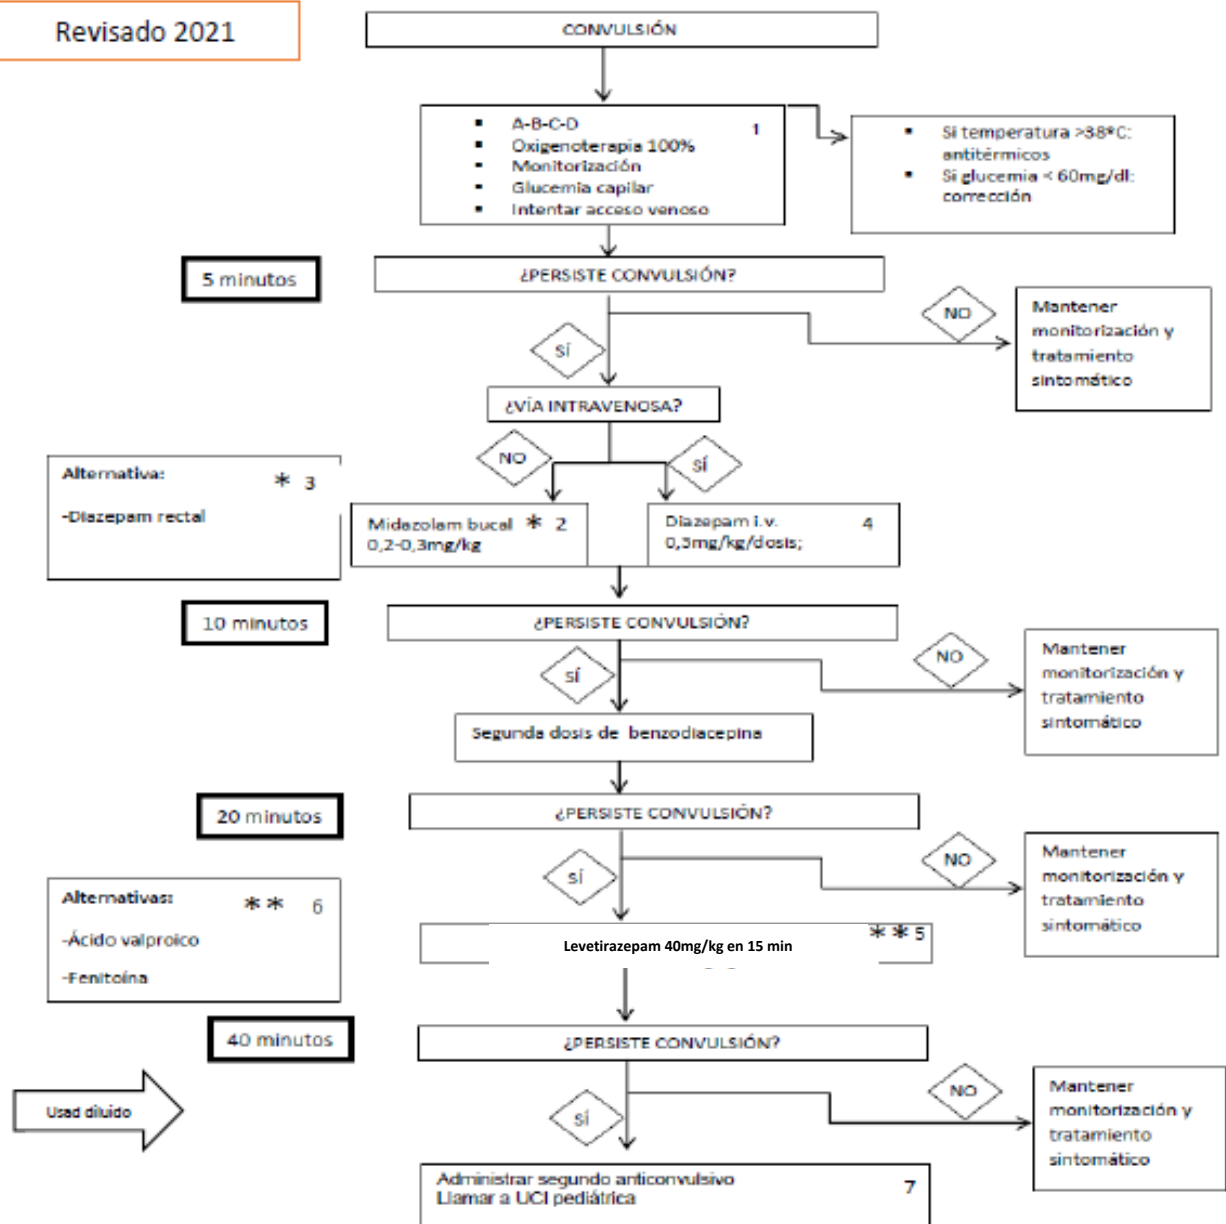 Revisado 2021
CONVULSIÓN
▪ A-B-C-D 1
▪ Oxigenoterapia 100%
▪ Monitorización
▪ Glucemia capilar
▪ Intentar acceso venoso
▪ Si temperatura >38ºC:
antitérmicos
▪ Si glucemia < 60mg/dl:
corrección
5 minutos
¿PERSISTE CONVULSIÓN?
NO
Mantener
monitorización y
tratamiento
sintomático
SÍ
¿VÍA INTRAVENOSA?
NO
SÍ
Alternativa: * 3
-Diazepam rectal
Midazolam bucal * 2
0,2-0,3mg/kg
Diazepam i.v. 4
0,3mg/kg/dosis;
10 minutos
¿PERSISTE CONVULSIÓN?
NO
Mantener
monitorización y
tratamiento
sintomático
SÍ
Segunda dosis de benzodiacepina
20 minutos
¿PERSISTE CONVULSIÓN?
NO
Mantener
monitorización y
tratamiento
sintomático
SÍ
Alternativas: ** 6
-Ácido valproico
-Fenitoína
Levetirazepam 40mg/kg en 15 min ** 5
40 minutos
¿PERSISTE CONVULSIÓN?
NO
Mantener
monitorización y
tratamiento
sintomático
Usad diluido
SÍ
Administrar segundo anticonvulsivo 7
Llamar a UCI pediátrica